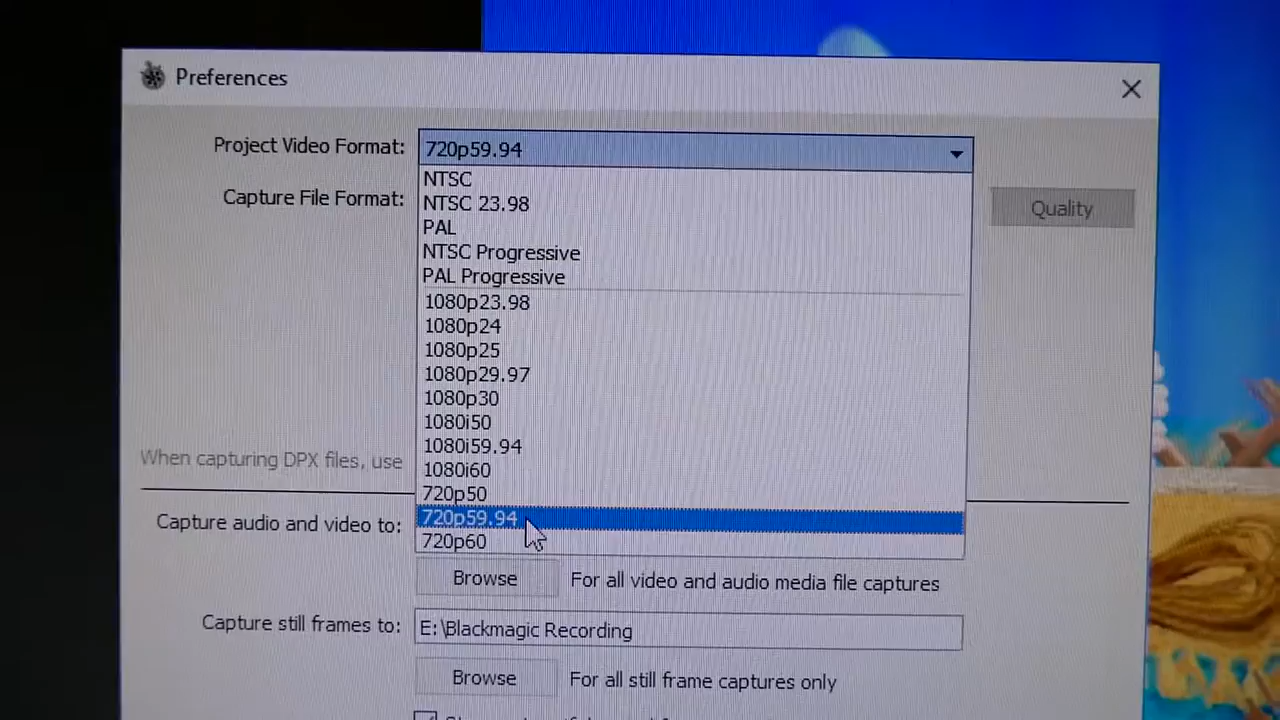 Preferences
Project Video Format: 720p59.94
NTSC
Capture File Format: NTSC 23.98 Quality
PAL
NTSC Progressive
PAL Progressive
1080p23.98
1080p24
1080p25
1080p29.97
1080p30
1080i50
1080i59.94
When capturing DPX files, use
1080i60
720p50
Capture audio and video to: 720p59.94
720p60
Browse For all video and audio media file captures
Capture still frames to: E:\Blackmagic Recording
Browse For all still frame captures only